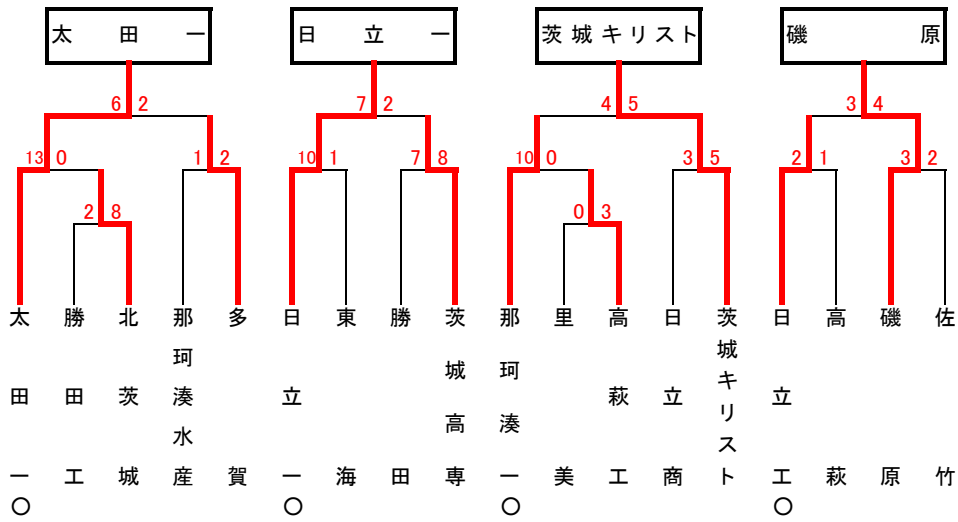 太田一 日立一 茨城キリスト 磯原
6 2 7 2 4 5 3 4
13 0 1 2 10 1 7 8 10 0 3 5 2 1 3 2
2 8 0 3
太田一○
勝田工
北茨城
那珂湊水産
多賀
日立一○
東海
勝田
茨城高専
那珂湊一○
里美
高萩工
日立商
茨城キリスト
日立工○
高萩
磯原
佐竹